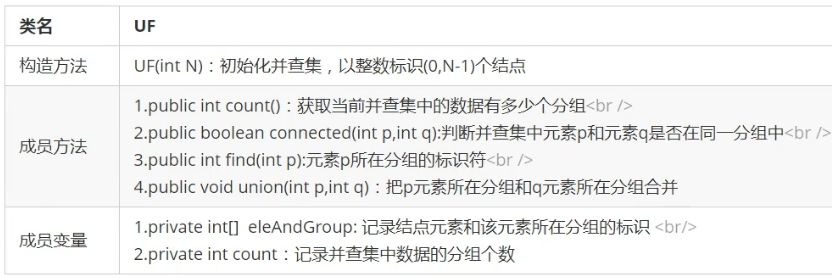 类名 UF
构造方法 UF(int N)：初始化并查集，以整数标识(0,N-1)个结点
1.public int count()：获取当前并查集中的数据有多少个分组<br />
2.public boolean connected(int p,int q):判断并查集中元素p和元素q是否在同一分组中<br />
成员方法
3.public int find(int p):元素p所在分组的标识符<br />
4.public void union(int p,int q)：把p元素所在分组和q元素所在分组合并
1.private int[]  eleAndGroup: 记录结点元素和该元素所在分组的标识 <br/>
成员变量
2.private int count：记录并查集中数据的分组个数